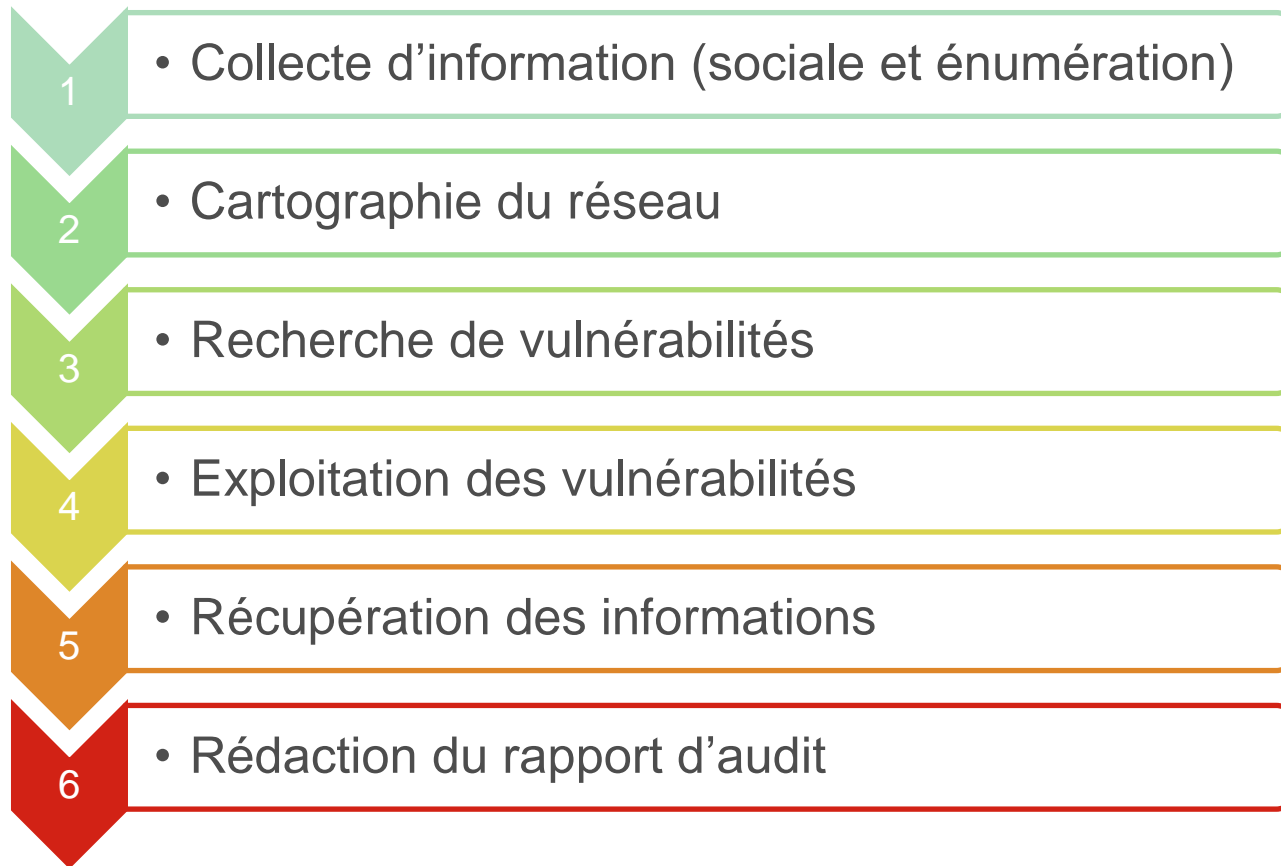 1
• Collecte d’information (sociale et énumération)
2
• Cartographie du réseau
3
• Recherche de vulnérabilités
4
• Exploitation des vulnérabilités
5
• Récupération des informations
6
• Rédaction du rapport d’audit